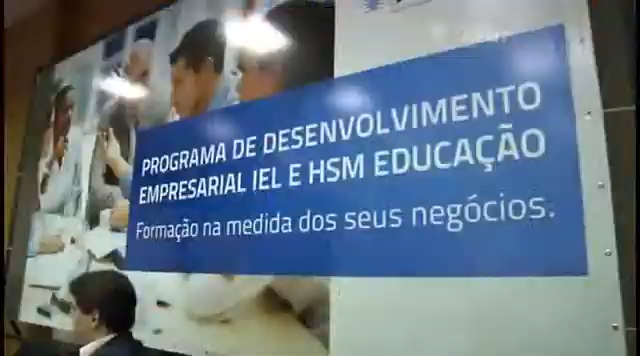 PROGRAMA DE DESENVOLVIMENTO
EMPRESARIAL IEL E HSM EDUCAÇÃO
Formação na medida dos seus negócios.